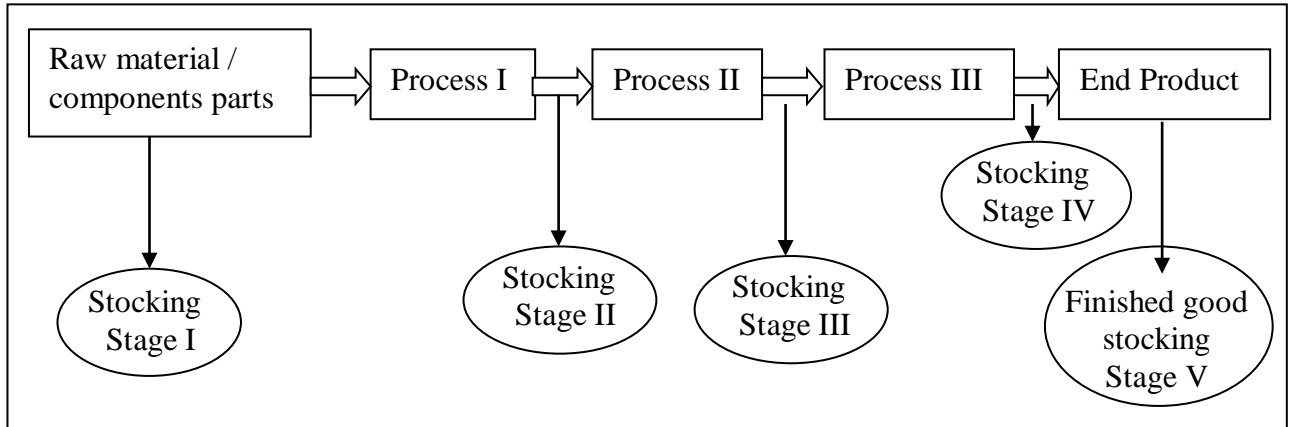 Raw material /
components parts
Process I
Process II
Process III
End Product
Stocking
Stage I
Stocking
Stage II
Stocking
Stage III
Stocking
Stage IV
Finished good
stocking
Stage V